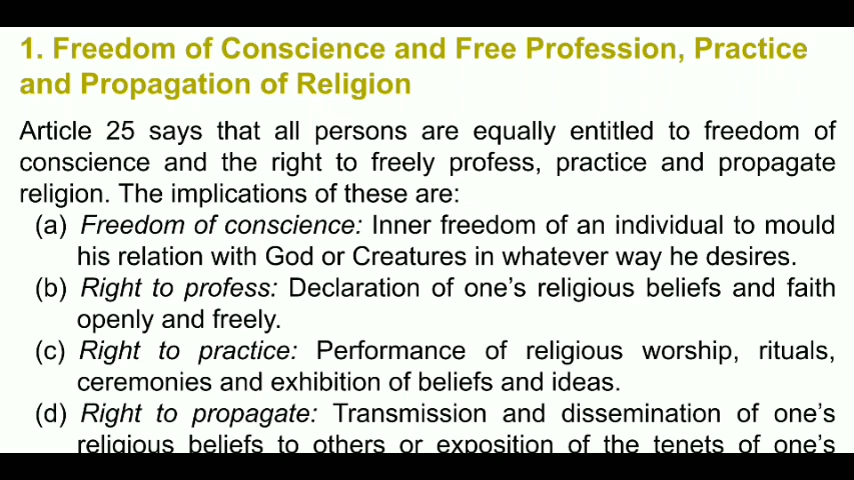 1. Freedom of Conscience and Free Profession, Practice
and Propagation of Religion
Article 25 says that all persons are equally entitled to freedom of
conscience and the right to freely profess, practice and propagate
religion. The implications of these are:
(a) Freedom of conscience: Inner freedom of an individual to mould
his relation with God or Creatures in whatever way he desires.
(b) Right to profess: Declaration of one’s religious beliefs and faith
openly and freely.
(c) Right to practice: Performance of religious worship, rituals,
ceremonies and exhibition of beliefs and ideas.
(d) Right to propagate: Transmission and dissemination of one’s
religious beliefs to others or exposition of the tenets of one’s